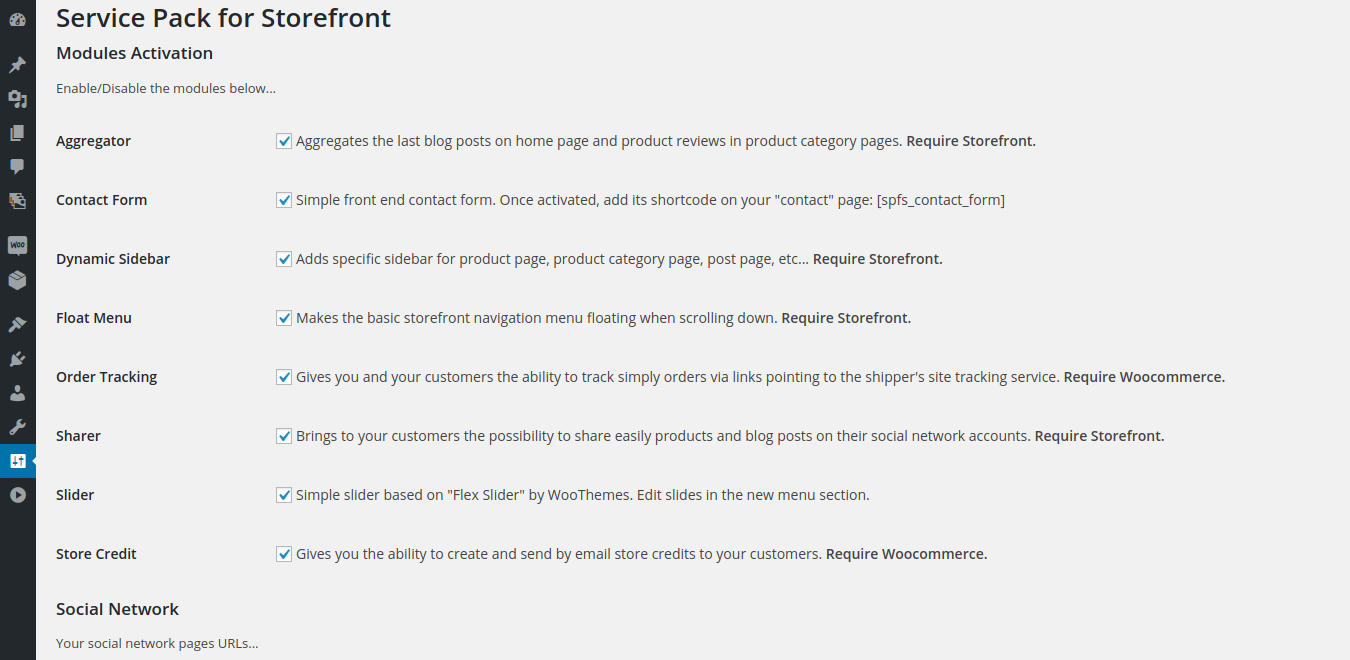 Service Pack for Storefront
Modules Activation
Enable/Disable the modules below...
Aggregator Aggregates the last blog posts on home page and product reviews in product category pages. Require Storefront.
Contact Form Simple front end contact form. Once activated, add its shortcode on your "contact" page: [spfs_contact_form]
Woo
Dynamic Sidebar Adds specific sidebar for product page, product category page, post page, etc... Require Storefront.
Float Menu Makes the basic storefront navigation menu floating when scrolling down. Require Storefront.
Order Tracking Gives you and your customers the ability to track simply orders via links pointing to the shipper's site tracking service. Require Woocommerce.
Sharer Brings to your customers the possibility to share easily products and blog posts on their social network accounts. Require Storefront.
Slider Simple slider based on "Flex Slider" by WooThemes. Edit slides in the new menu section.
Store Credit Gives you the ability to create and send by email store credits to your customers. Require Woocommerce.
Social Network
Your social network pages URLs...